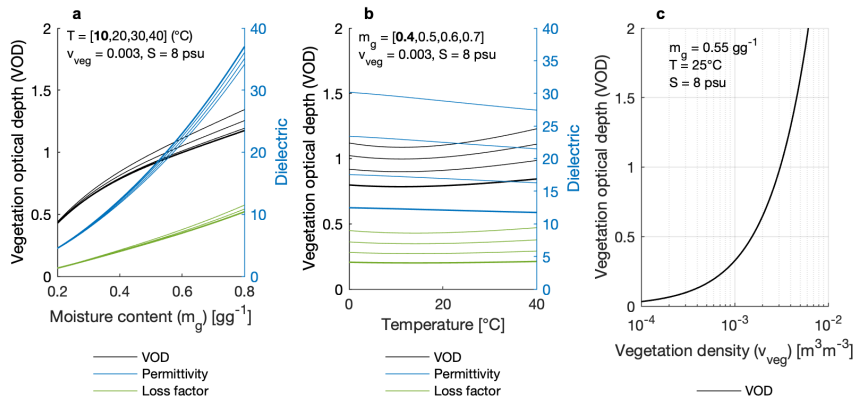 a
T = [10,20,30,40] (°C)
v_veg = 0.003, S = 8 psu
Vegetation optical depth (VOD)
2
1.5
1
0.5
0
40
30
20
10
0
Dielectric
0.2
0.4
0.6
0.8
Moisture content (m_g) [gg⁻¹]
VOD
Permittivity
Loss factor
b
m_g = [0.4,0.5,0.6,0.7]
v_veg = 0.003, S = 8 psu
Vegetation optical depth (VOD)
2
1.5
1
0.5
0
40
35
30
25
20
15
10
5
0
Dielectric
0
20
40
Temperature [°C]
VOD
Permittivity
Loss factor
c
m_g = 0.55 gg⁻¹
T = 25°C
S = 8 psu
Vegetation optical depth (VOD)
2
1.5
1
0.5
0
10⁻⁴
10⁻³
10⁻²
Vegetation density (v_veg) [m³m⁻³]
VOD